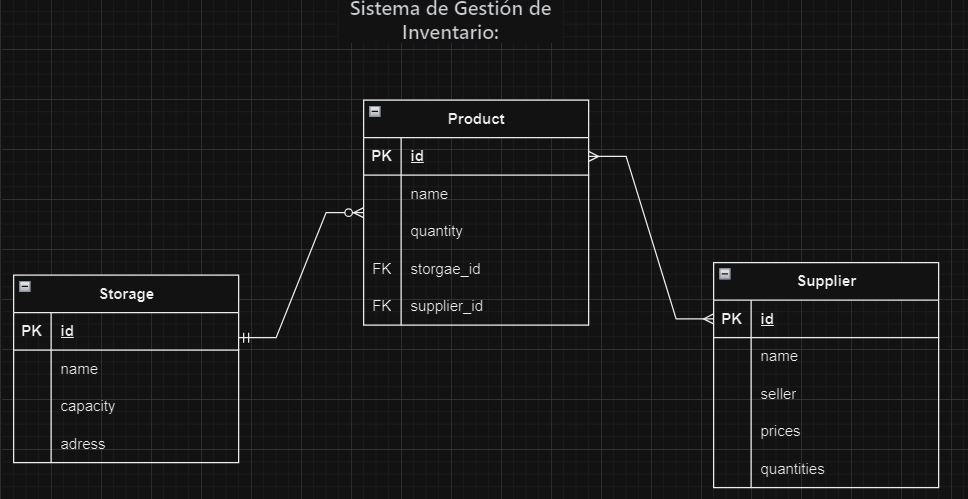 Sistema de Gestión de
Inventario:
Product
PK id
name
quantity
FK storgae_id
FK supplier_id
Storage
PK id
name
capacity
adress
Supplier
PK id
name
seller
prices
quantities